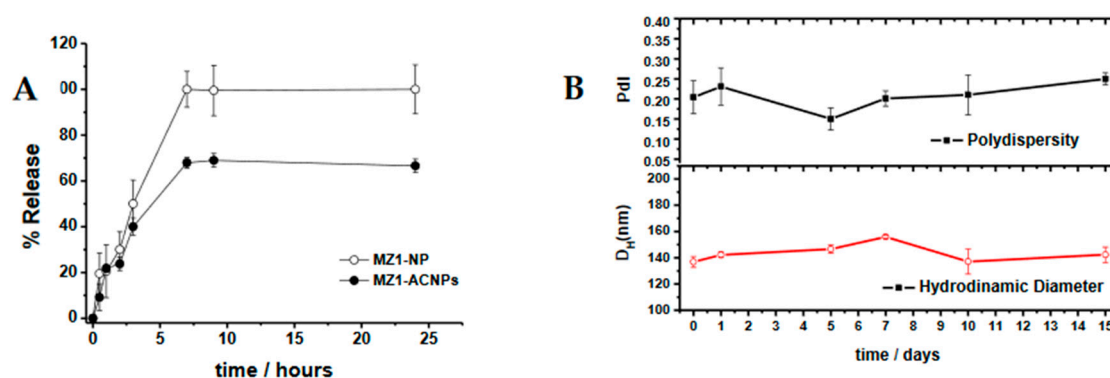 A
120
00
80
60
40
20
0
% Release
MZ1-NP
MZ1-ACNPs
0 5 10 15 20 25
time / hours
B
0.40
0.35
0.30
0.25
0.20
0.15
0.10
0.05
PdI
Polydispersity
200
180
160
140
120
100
D_H(nm)
Hydrodinamic Diameter
0 1 2 3 4 5 6 7 8 9 10 11 12 13 14 15
time / days